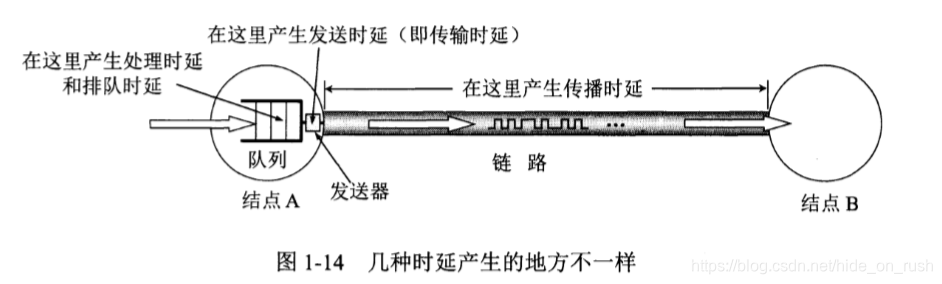 在这里产生发送时延（即传输时延）
在这里产生处理时延
和排队时延
在这里产生传播时延
队列
发送器
链 路
结点 A
结点 B
图 1-14 几种时延产生的地方不一样
https://blog.csdn.net/hide_on_rush